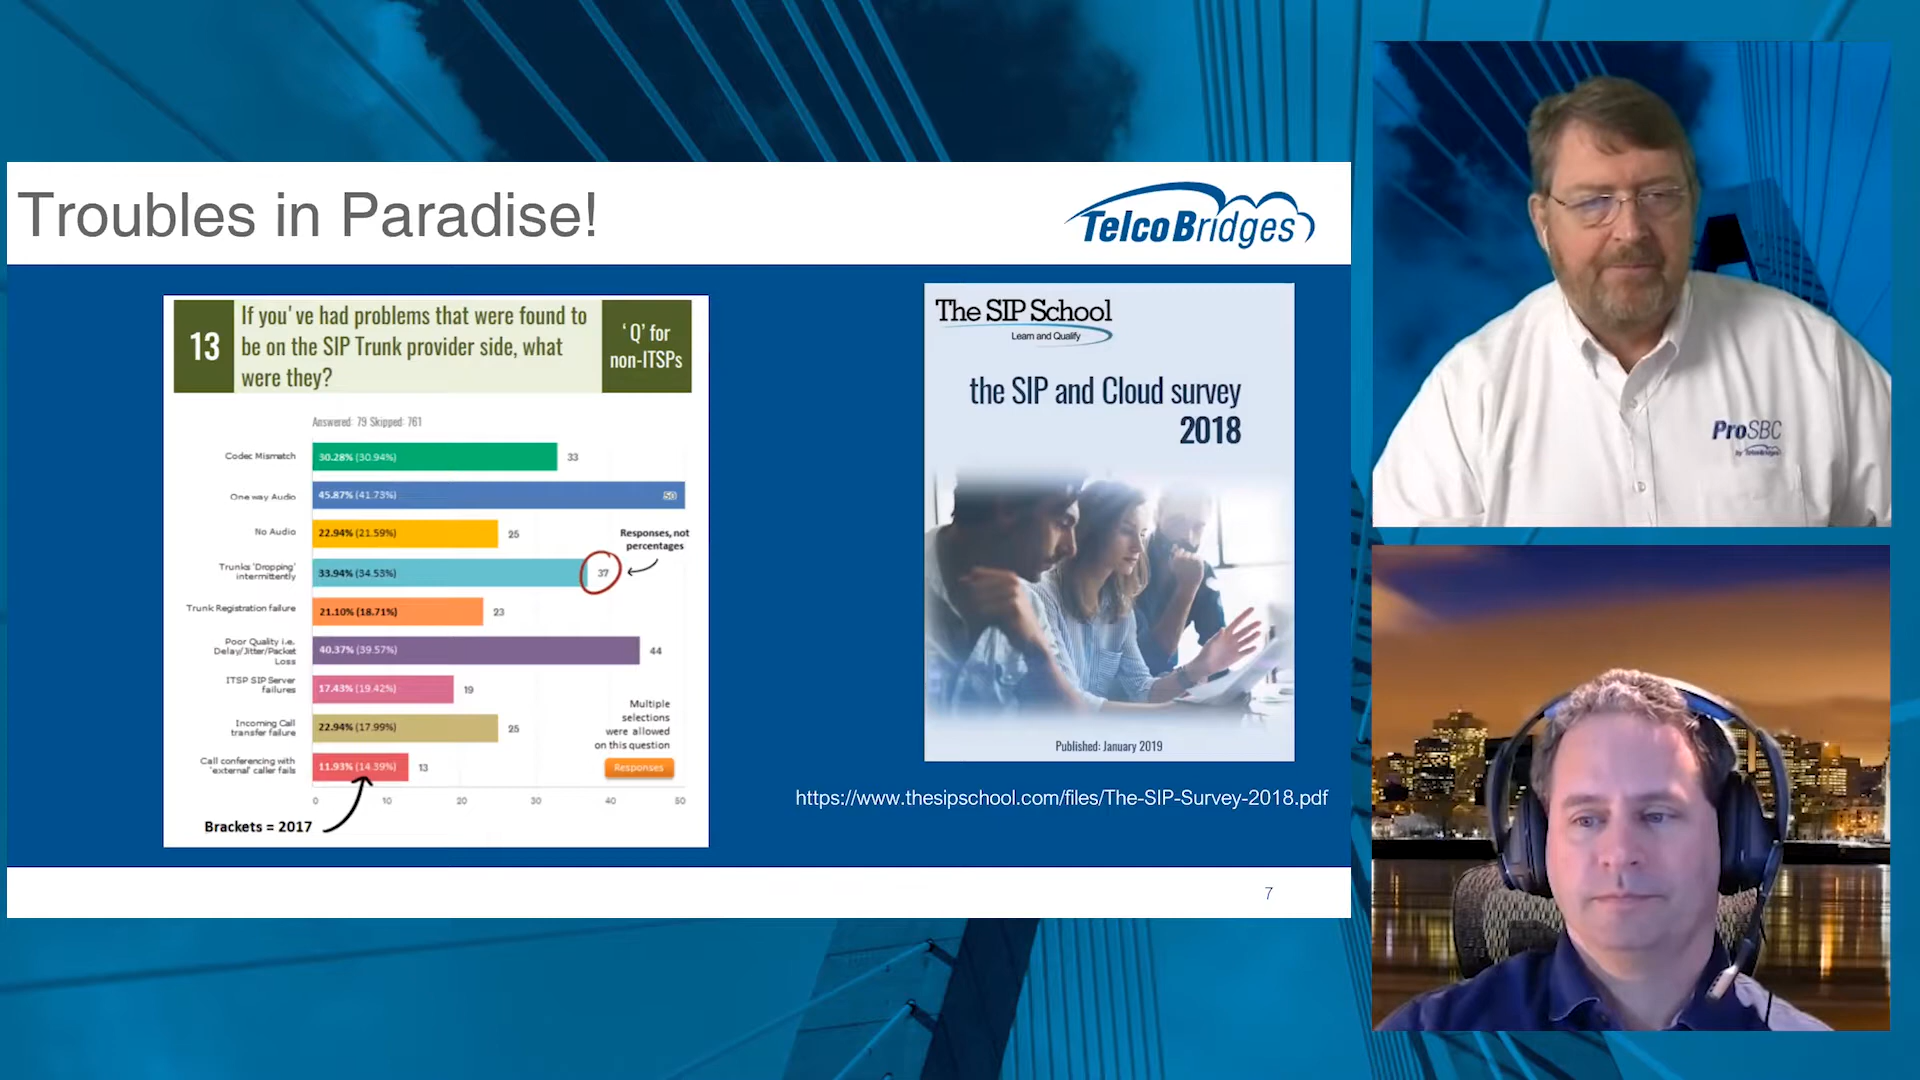 Troubles in Paradise!
TelcoBridges
13
If you've had problems that were found to
be on the SIP Trunk provider side, what
were they?
‘ Q’ for
non-ITSPs
Answered: 79 Skipped: 761
Codec Mismatch
30.28% (30.94%)
33
One way Audio
45.87% (41.73%)
50
No Audio
22.94% (21.59%)
25
Responses, not
percentages
Trunks 'Dropping'
intermittently
33.94% (34.53%)
37
Trunk Registration failure
21.10% (18.71%)
23
Poor Quality i.e.
Delay/Jitter/Packet
Loss
40.37% (39.57%)
44
ITSP SIP Server
failures
17.43% (19.42%)
19
Incoming Call
transfer failure
22.94% (17.99%)
25
Multiple
selections
were allowed
on this question
Responses
Call conferencing with
'external' caller fails
11.93% (14.39%)
13
0 10 20 30 40 50
Brackets = 2017
The SIP School
Learn and Qualify
the SIP and Cloud survey
2018
Published: January 2019
https://www.thesipschool.com/files/The-SIP-Survey-2018.pdf
7
ProSBC
by TelcoBridges